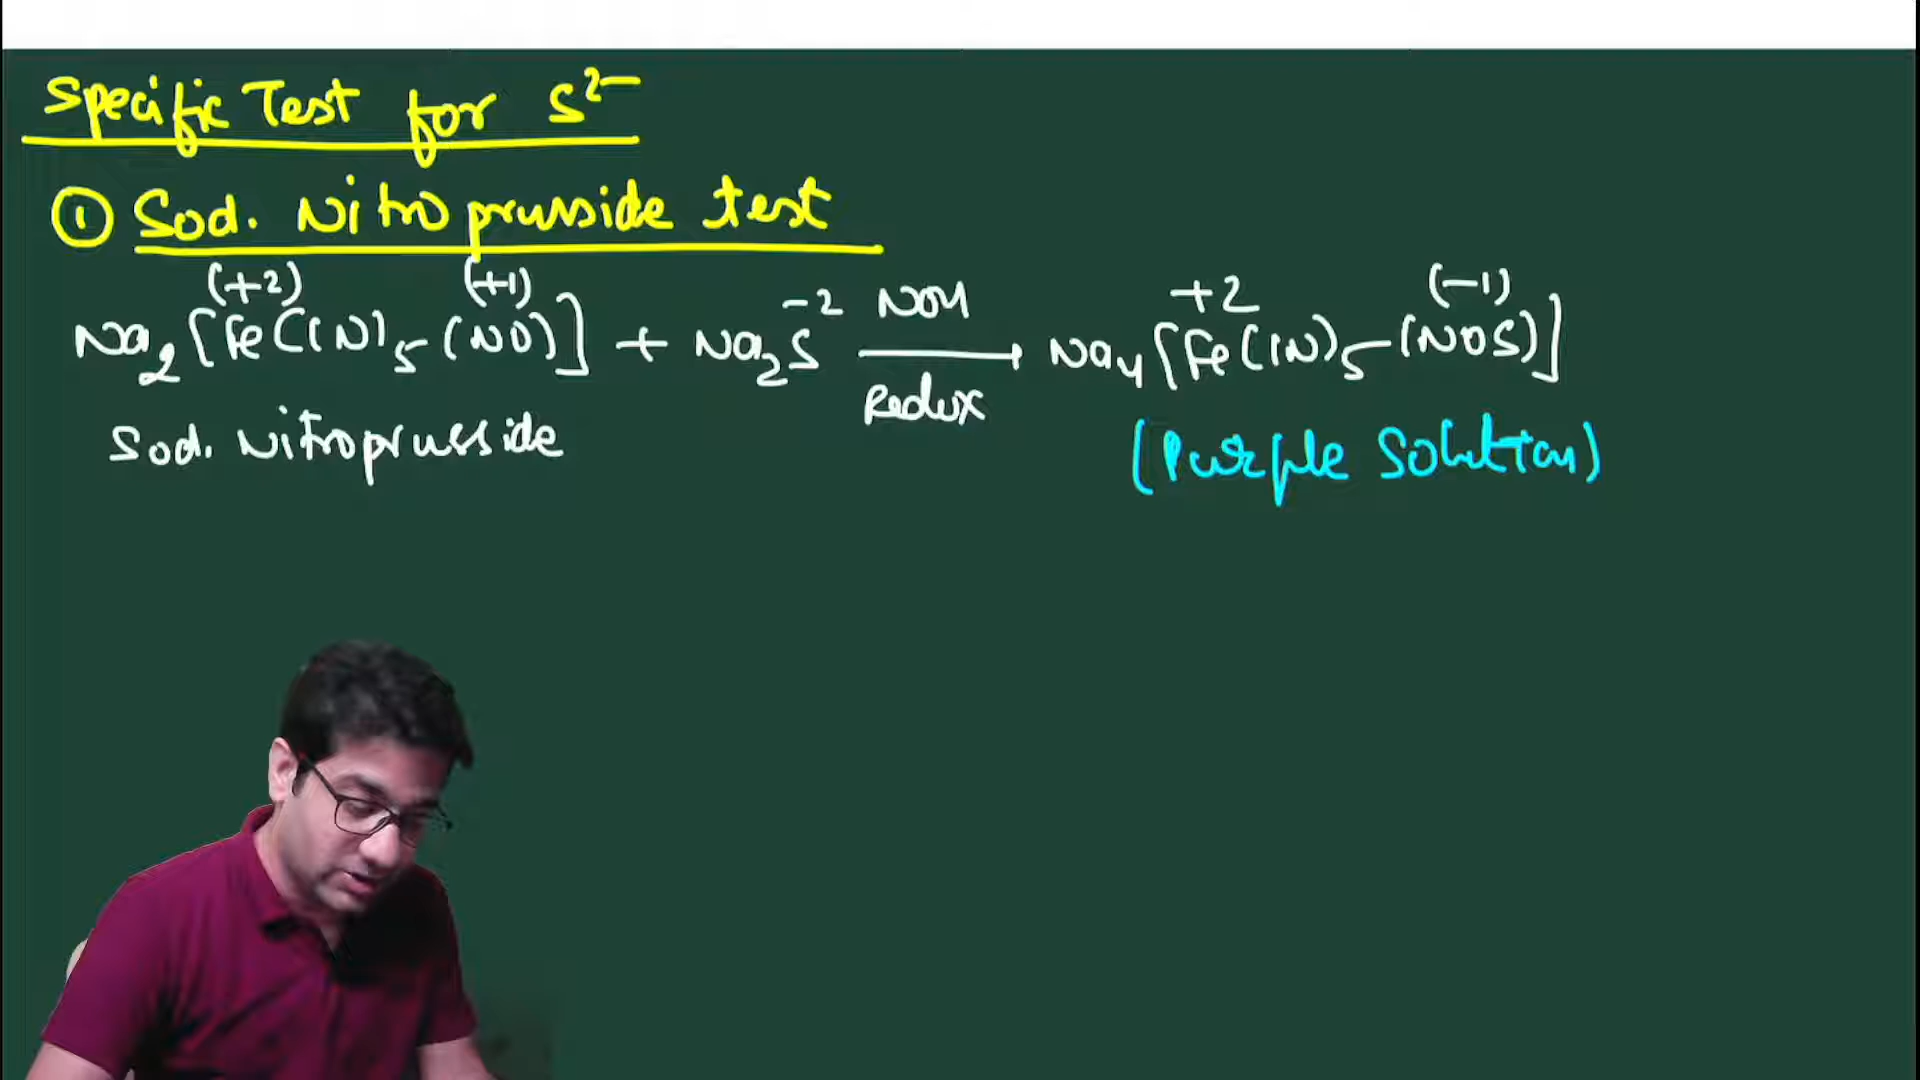 Specific Test for S²⁻
① Sod. Nitroprusside test
(+2) (+1) -2 +2 (-1)
Na₂[Fe(CN)₅(NO)] + Na₂S NOH → Na₄[Fe(CN)₅(NOS)]
Redox
Sod. Nitroprusside
(Purple Solution)